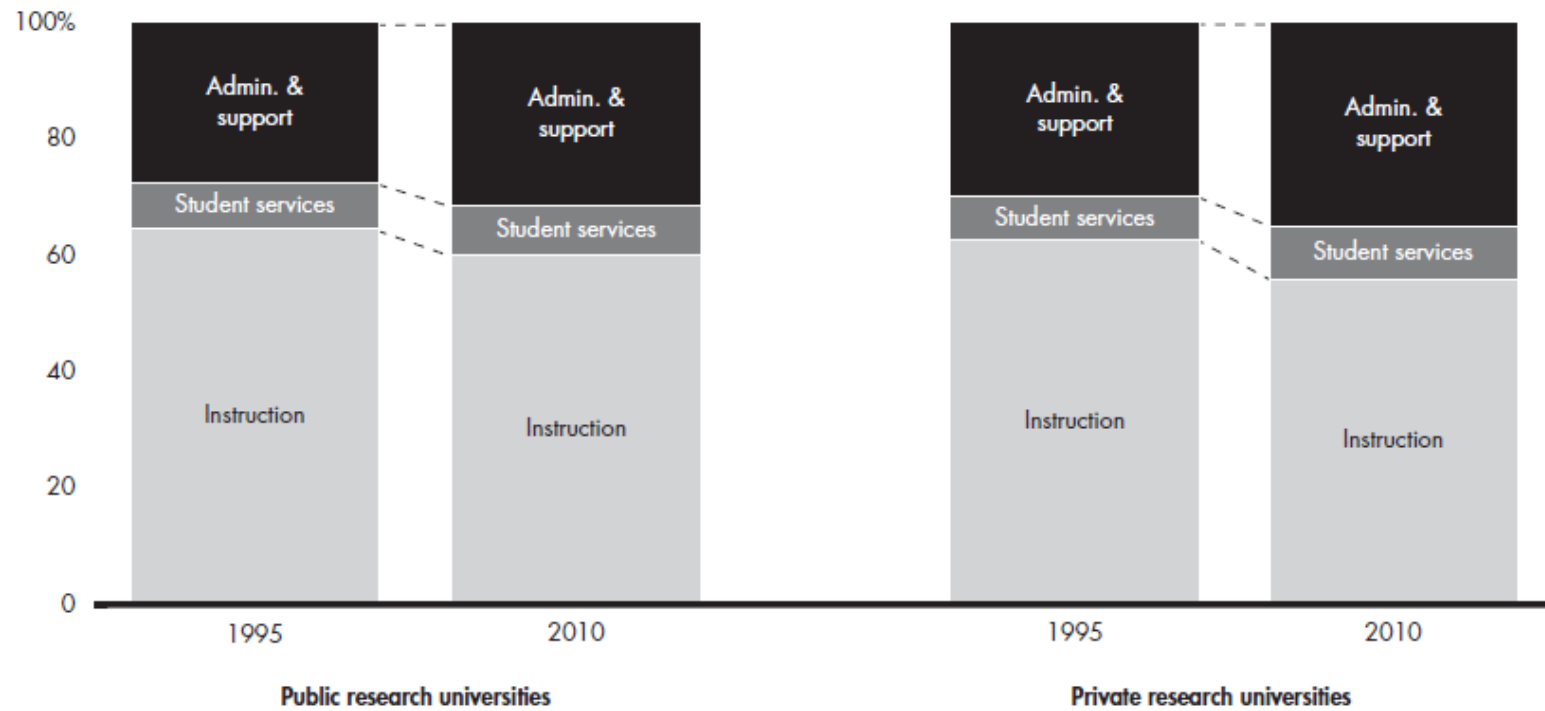 100%
80
60
40
20
0
Admin. &
support
Student services
Instruction
Admin. &
support
Student services
Instruction
Admin. &
support
Student services
Instruction
Admin. &
support
Student services
Instruction
1995
2010
1995
2010
Public research universities
Private research universities